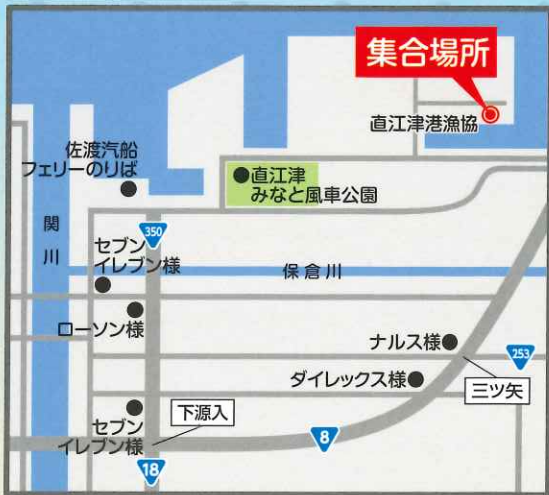 集合場所
直江津港漁協
佐渡汽船
フェリーのりば
直江津
みなと風車公園
関川
350
セブン
イレブン様
保倉川
ローソン様
ナルス様
253
ダイレックス様
三ツ矢
セブン
イレブン様
下源入
8
18